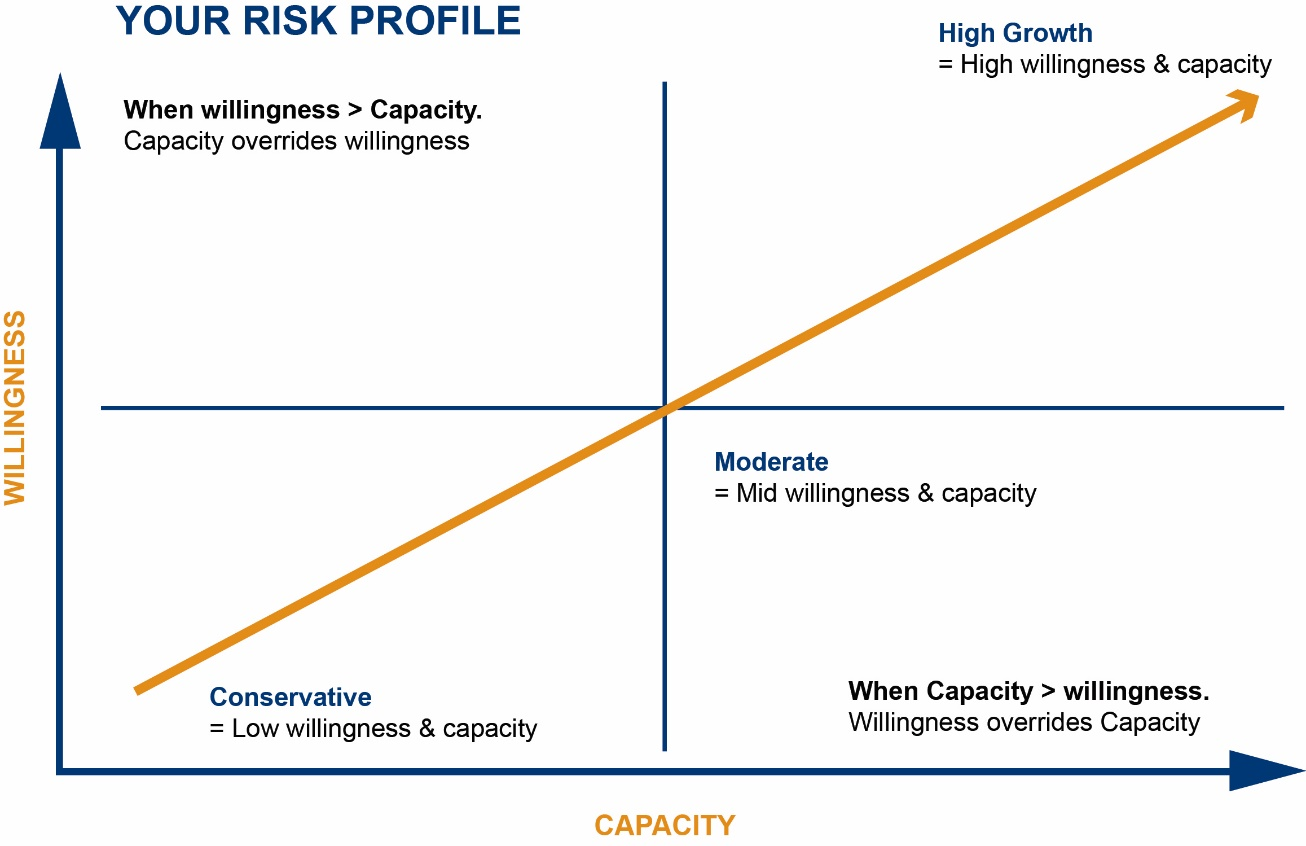 YOUR RISK PROFILE
High Growth
= High willingness & capacity
When willingness > Capacity.
Capacity overrides willingness
WILLINGNESS
Moderate
= Mid willingness & capacity
Conservative
= Low willingness & capacity
When Capacity > willingness.
Willingness overrides Capacity
CAPACITY